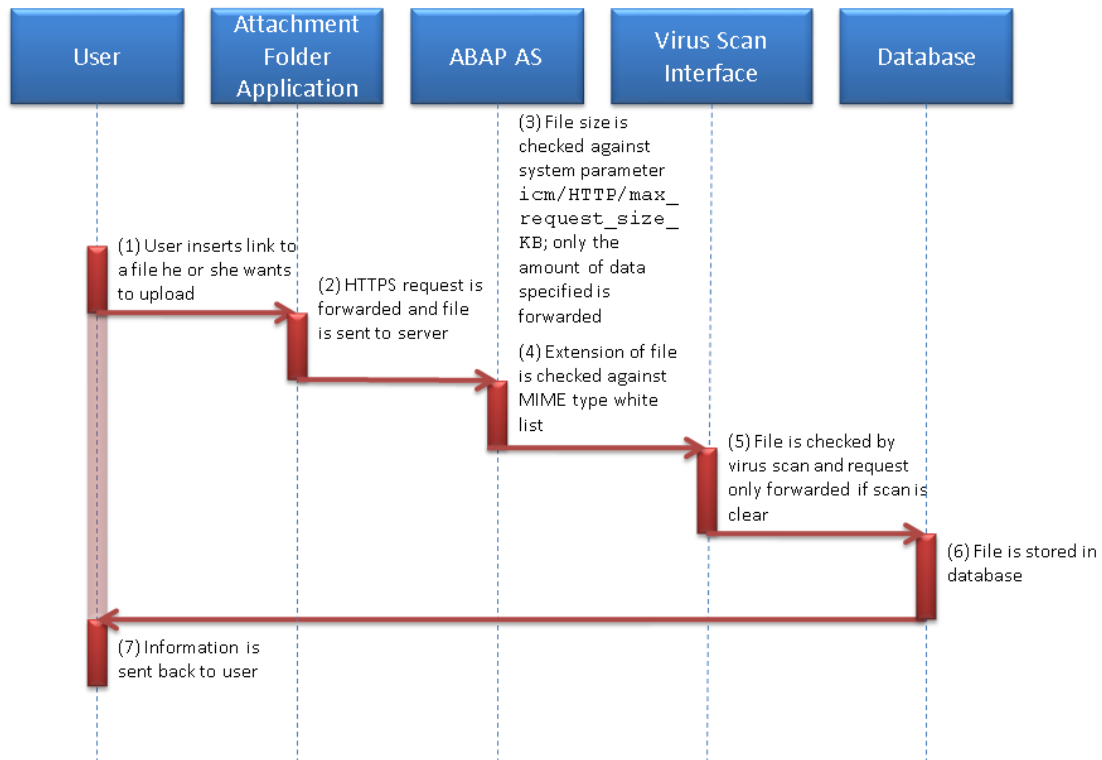 User
Attachment
Folder
Application
ABAP AS
Virus Scan
Interface
Database
(1) User inserts link to
a file he or she wants
to upload
(2) HTTPS request is
forwarded and file
is sent to server
(3) File size is
checked against
system parameter
icm/HTTP/max_
request_size_
KB; only the
amount of data
specified is
forwarded
(4) Extension of file
is checked against
MIME type white
list
(5) File is checked by
virus scan and request
only forwarded if scan is
clear
(6) File is stored in
database
(7) Information is
sent back to user